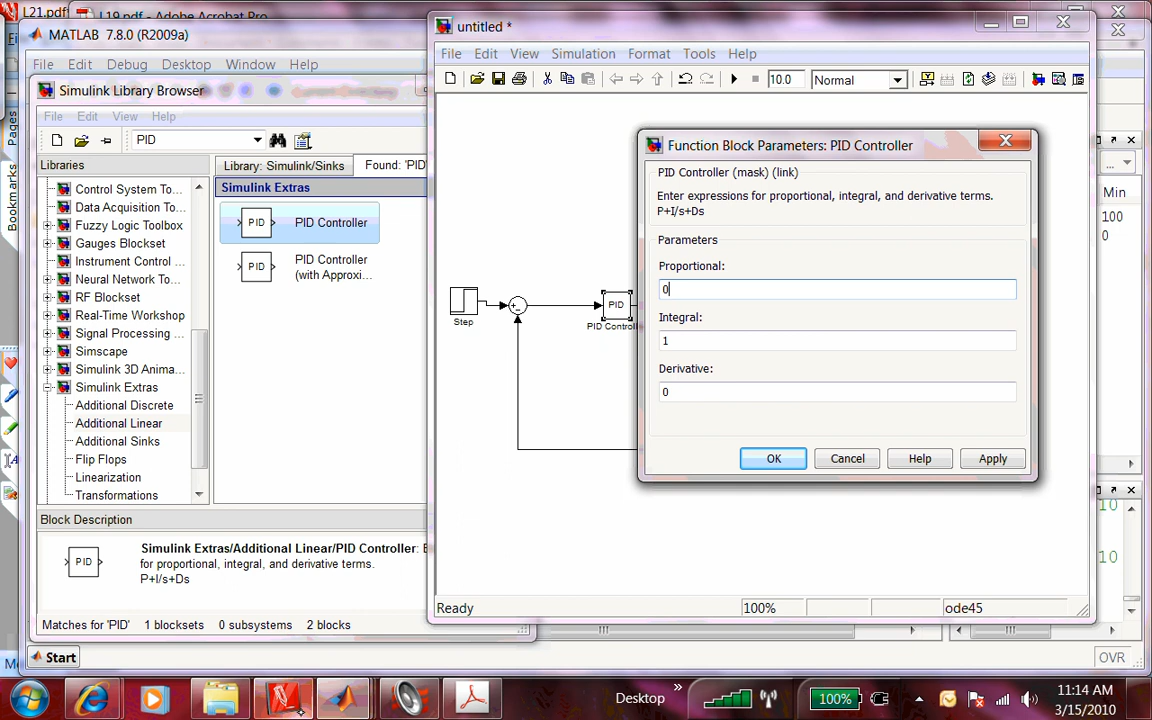 L21.pdf
L19.pdf - Adobe Acrobat Pro
MATLAB 7.8.0 (R2009a)
File Edit Debug Desktop Window Help
Simulink Library Browser
File Edit View Help
PID
Libraries
Library: Simulink/Sinks
Found: 'PID'
Control System To...
Data Acquisition To...
Fuzzy Logic Toolbox
Gauges Blockset
Instrument Control ...
Neural Network To...
RF Blockset
Real-Time Workshop
Signal Processing ...
Simscape
Simulink 3D Anima...
Simulink Extras
Additional Discrete
Additional Linear
Additional Sinks
Flip Flops
Linearization
Transformations
Simulink Extras
PID
PID Controller
PID
PID Controller
(with Approxi...
Block Description
PID
Simulink Extras/Additional Linear/PID Controller: E
for proportional, integral, and derivative terms.
P+I/s+Ds
Matches for 'PID' 1 blocksets 0 subsystems 2 blocks
Pages
Bookmarks
untitled *
File Edit View Simulation Format Tools Help
10.0
Normal
Step
PID
PID Control
Ready
100%
ode45
Function Block Parameters: PID Controller
PID Controller (mask) (link)
Enter expressions for proportional, integral, and derivative terms.
P+I/s+Ds
Parameters
Proportional:
0
Integral:
1
Derivative:
0
OK
Cancel
Help
Apply
...
Min
100
0
10
10
Start
OVR
Desktop
»
100%
11:14 AM
3/15/2010